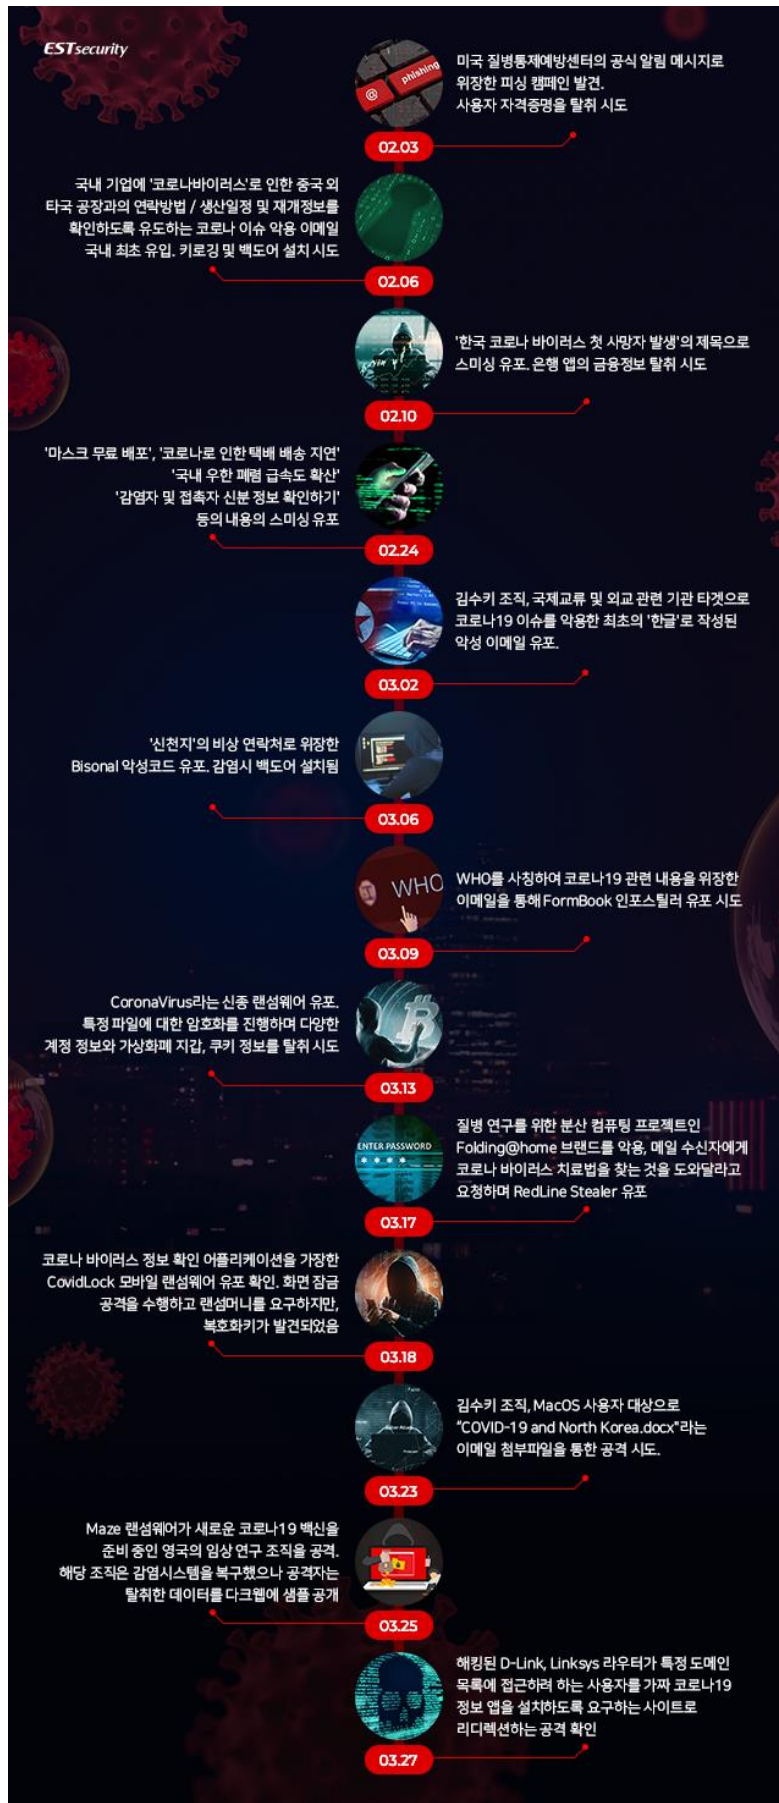 ESTsecurity
phishing
@
미국 질병통제예방센터의 공식 알림 메시지로
위장한 피싱 캠페인 발견.
사용자 자격증명을 탈취 시도
02.03
국내 기업에 '코로나바이러스'로 인한 중국 외
타국 공장과의 연락방법 / 생산일정 및 재개정보를
확인하도록 유도하는 코로나 이슈 악용 이메일
국내 최초 유입. 키로깅 및 백도어 설치 시도
02.06
'한국 코로나 바이러스 첫 사망자 발생'의 제목으로
스미싱 유포. 은행 앱의 금융정보 탈취 시도
02.10
'마스크 무료 배포', '코로나로 인한 택배 배송 지연'
'국내 우한 폐렴 급속도 확산'
'감염자 및 접촉자 신분 정보 확인하기'
등의 내용의 스미싱 유포
02.24
김수키 조직, 국제교류 및 외교 관련 기관 타겟으로
코로나19 이슈를 악용한 최초의 '한글'로 작성된
악성 이메일 유포.
03.02
'신천지'의 비상 연락처로 위장한
Bisonal 악성코드 유포. 감염시 백도어 설치됨
03.06
WHO
WHO를 사칭하여 코로나19 관련 내용을 위장한
이메일을 통해 FormBook 인포스틸러 유포 시도
03.09
CoronaVirus라는 신종 랜섬웨어 유포.
특정 파일에 대한 암호화를 진행하며 다양한
계정 정보와 가상화폐 지갑, 쿠키 정보를 탈취 시도
03.13
ENTER PASSWORD
* * * *
질병 연구를 위한 분산 컴퓨팅 프로젝트인
Folding@home 브랜드를 악용, 메일 수신자에게
코로나 바이러스 치료법을 찾는 것을 도와달라고
요청하며 RedLine Stealer 유포
03.17
코로나 바이러스 정보 확인 어플리케이션을 가장한
CovidLock 모바일 랜섬웨어 유포 확인. 화면 잠금
공격을 수행하고 랜섬머니를 요구하지만,
복호화키가 발견되었음
03.18
김수키 조직, MacOS 사용자 대상으로
“COVID-19 and North Korea.docx"라는
이메일 첨부파일을 통한 공격 시도.
03.23
Maze 랜섬웨어가 새로운 코로나19 백신을
준비 중인 영국의 임상 연구 조직을 공격.
해당 조직은 감염시스템을 복구했으나 공격자는
탈취한 데이터를 다크웹에 샘플 공개
03.25
해킹된 D-Link, Linksys 라우터가 특정 도메인
목록에 접근하려 하는 사용자를 가짜 코로나19
정보 앱을 설치하도록 요구하는 사이트로
리디렉션하는 공격 확인
03.27